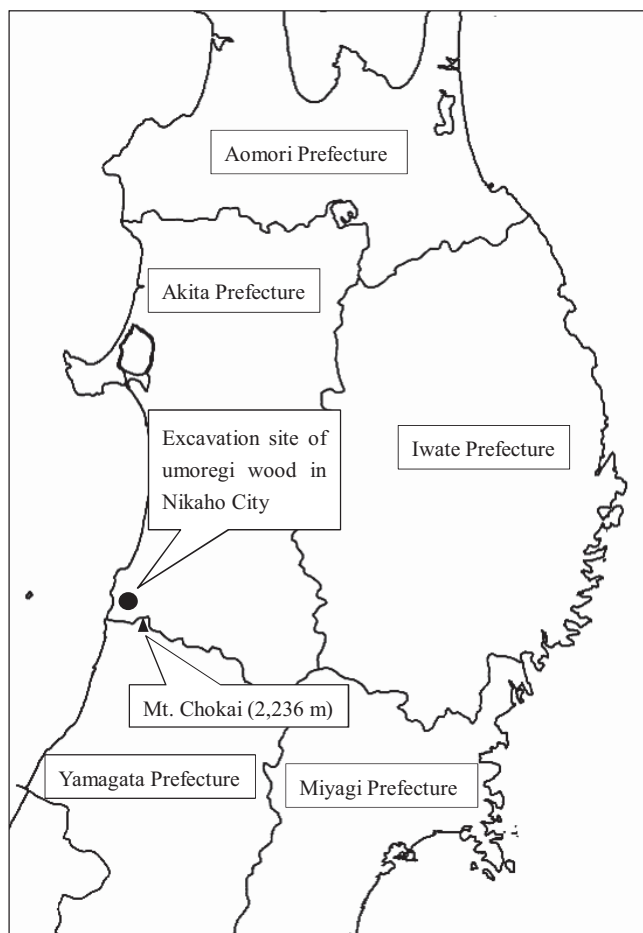 Aomori Prefecture
Akita Prefecture
Excavation site of
umoregi wood in
Nikaho City
Iwate Prefecture
Mt. Chokai (2,236 m)
Yamagata Prefecture
Miyagi Prefecture